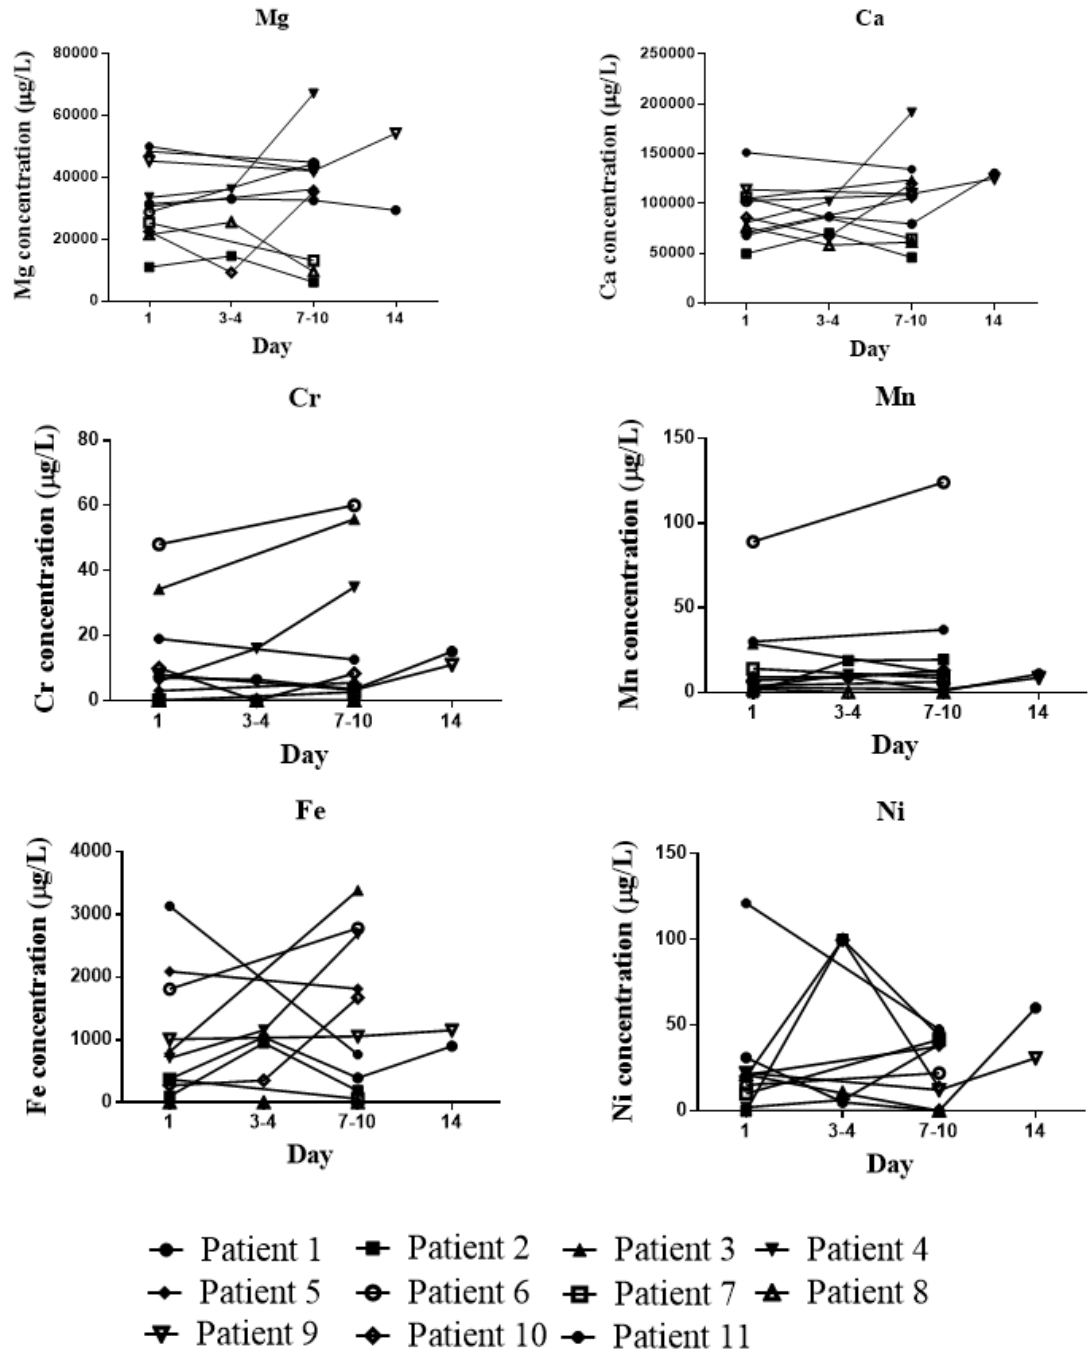 Mg
Mg concentration (μg/L)
80000
60000
40000
20000
0
1 3-4 7-10 14
Day
Ca
Ca concentration (μg/L)
250000
200000
150000
100000
50000
0
1 3-4 7-10 14
Day
Cr
Cr concentration (μg/L)
80
60
40
20
0
1 3-4 7-10 14
Day
Mn
Mn concentration (μg/L)
150
100
50
0
1 3-4 7-10 14
Day
Fe
Fe concentration (μg/L)
4000
3000
2000
1000
0
1 3-4 7-10 14
Day
Ni
Ni concentration (μg/L)
150
100
50
0
1 3-4 7-10 14
Day
Patient 1 Patient 2 Patient 3 Patient 4
Patient 5 Patient 6 Patient 7 Patient 8
Patient 9 Patient 10 Patient 11